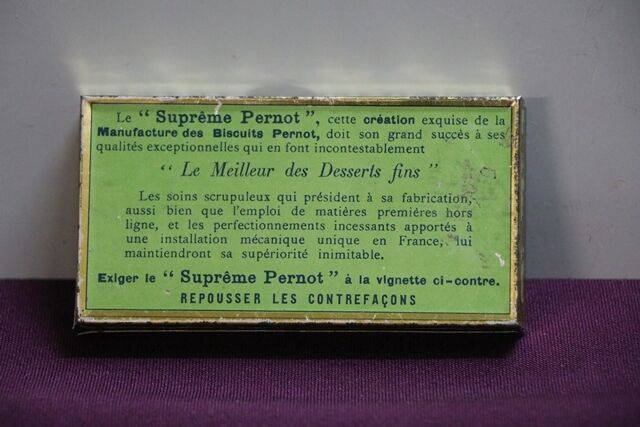 Le “Suprême Pernot”, cette création exquise de la
Manufacture des Biscuits Pernot, doit son grand succès à ses
qualités exceptionnelles qui en font incontestablement
“Le Meilleur des Desserts fins”
Les soins scrupuleux qui président à sa fabrication,
aussi bien que l'emploi de matières premières hors
ligne, et les perfectionnements incessants apportés à
une installation mécanique unique en France, lui
maintiendront sa supériorité inimitable.
Exiger le “Suprême Pernot” à la vignette ci-contre.
REPOUSSER LES CONTREFAÇONS